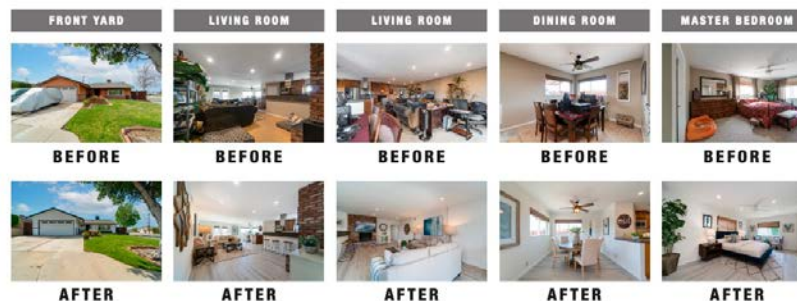 FRONT YARD
LIVING ROOM
LIVING ROOM
DINING ROOM
MASTER BEDROOM
BEFORE
BEFORE
BEFORE
BEFORE
BEFORE
AFTER
AFTER
AFTER
AFTER
AFTER